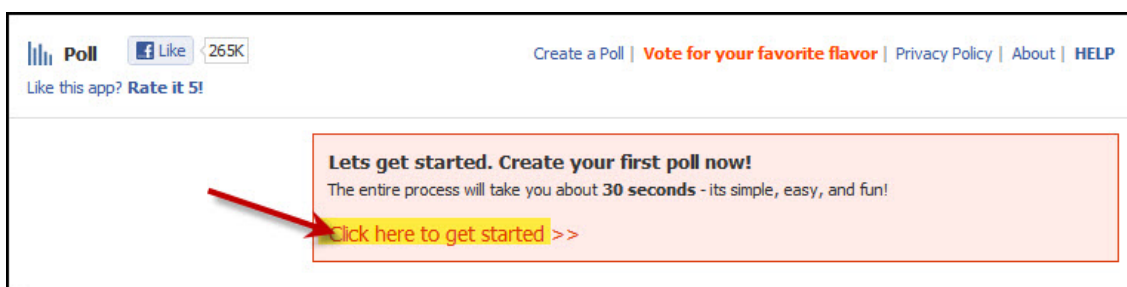 Poll Like 265K Create a Poll | Vote for your favorite flavor | Privacy Policy | About | HELP
Like this app? Rate it 5!
Lets get started. Create your first poll now!
The entire process will take you about 30 seconds - its simple, easy, and fun!
Click here to get started >>